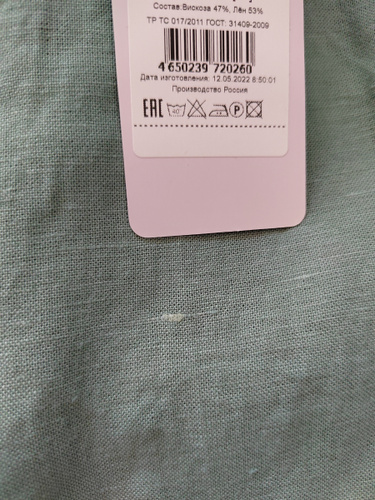 Состав:Вискоза 47%, Лён 53%
ТР ТС 017/2011 ГОСТ: 31409-2009
4 650239 720260
Дата изготовления: 12.05.2022 8:50:01
Производство Россия
EAC 40 P